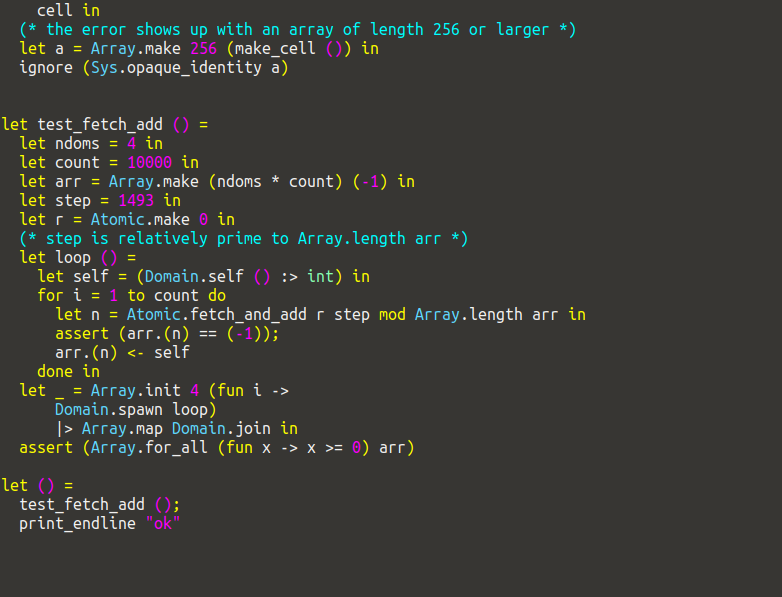 cell in
  (* the error shows up with an array of length 256 or larger *)
  let a = Array.make 256 (make_cell ()) in
  ignore (Sys.opaque_identity a)


let test_fetch_add () =
  let ndoms = 4 in
  let count = 10000 in
  let arr = Array.make (ndoms * count) (-1) in
  let step = 1493 in
  let r = Atomic.make 0 in
  (* step is relatively prime to Array.length arr *)
  let loop () =
    let self = (Domain.self () :> int) in
    for i = 1 to count do
      let n = Atomic.fetch_and_add r step mod Array.length arr in
      assert (arr.(n) == (-1));
      arr.(n) <- self
    done in
  let _ = Array.init 4 (fun i ->
      Domain.spawn loop)
      |> Array.map Domain.join in
  assert (Array.for_all (fun x -> x >= 0) arr)

let () =
  test_fetch_add ();
  print_endline "ok"